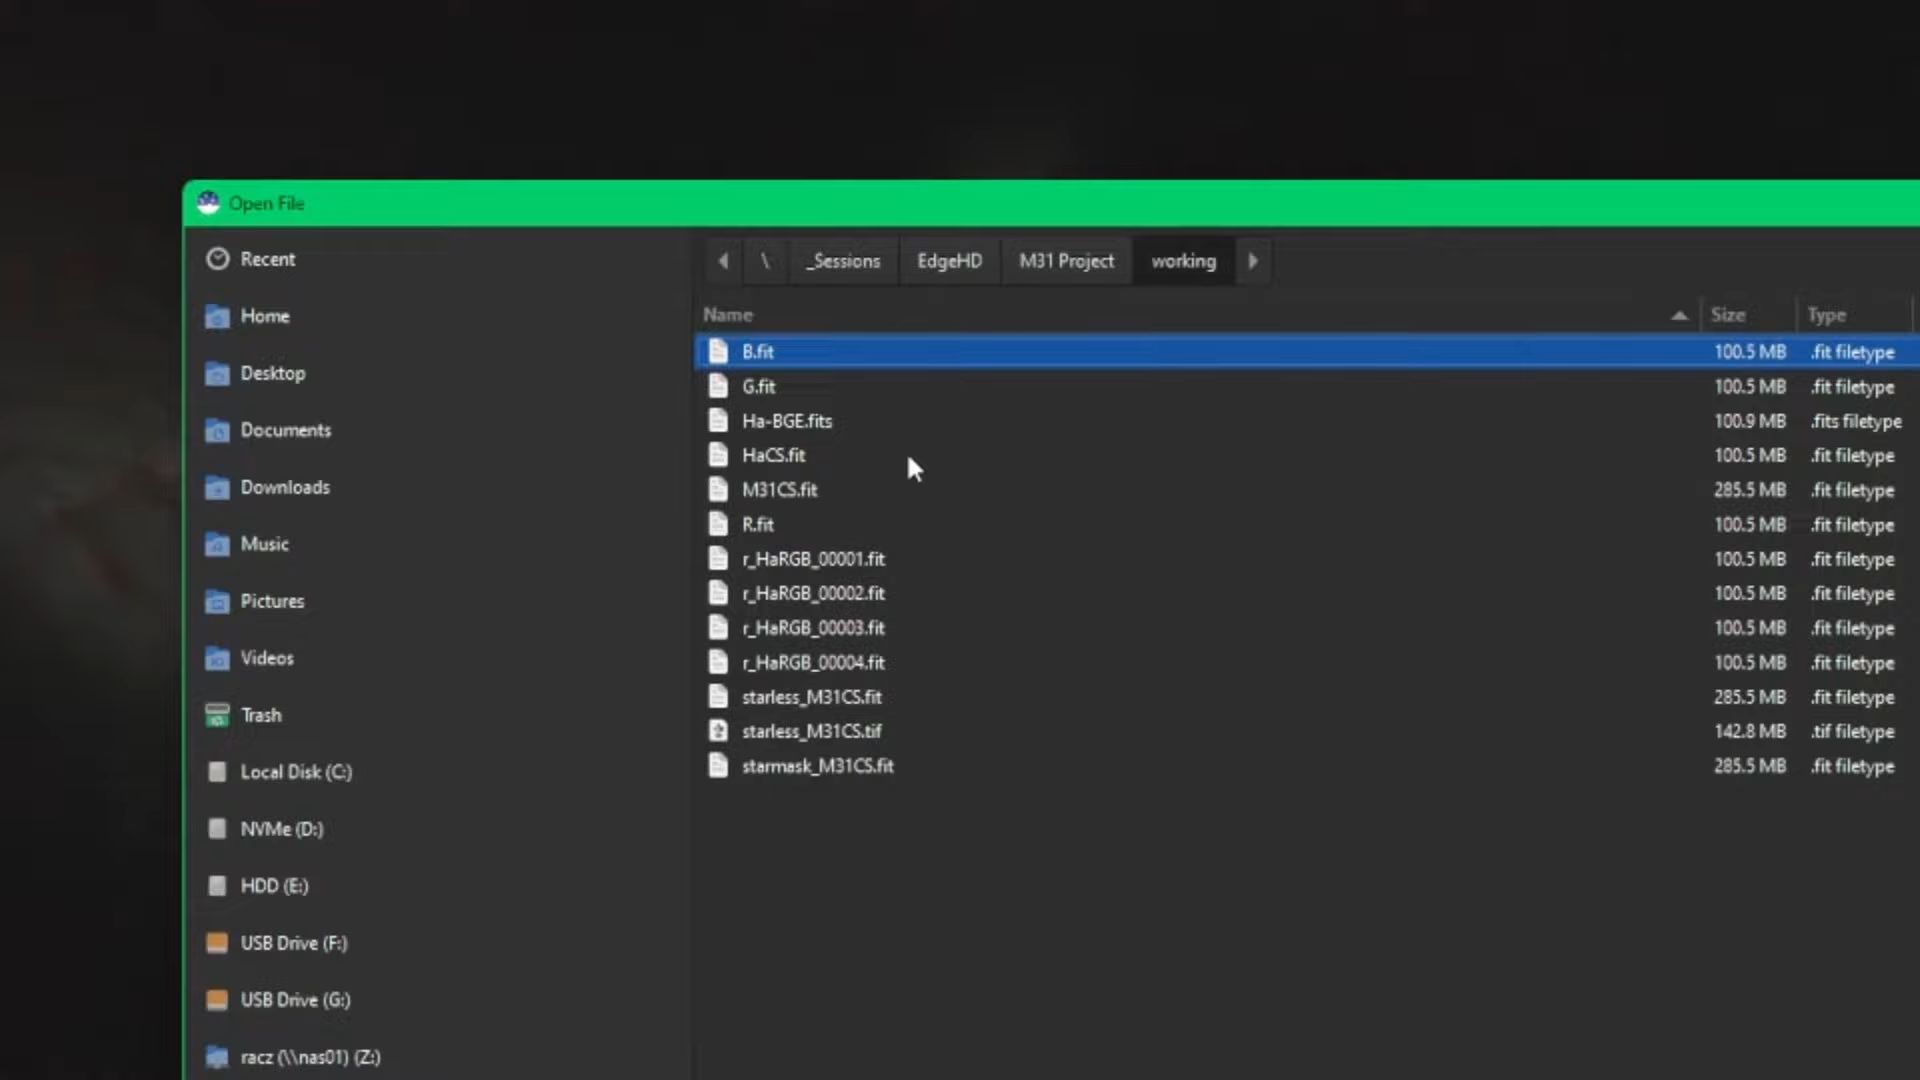 Open File
Recent
Home
Desktop
Documents
Downloads
Music
Pictures
Videos
Trash
Local Disk (C:)
NVMe (D:)
HDD (E:)
USB Drive (F:)
USB Drive (G:)
racz (\\nas01) (Z:)
\ _Sessions EdgeHD M31 Project working
Name Size Type
B.fit 100.5 MB .fit filetype
G.fit 100.5 MB .fit filetype
Ha-BGE.fits 100.9 MB .fits filetype
HaCS.fit 100.5 MB .fit filetype
M31CS.fit 285.5 MB .fit filetype
R.fit 100.5 MB .fit filetype
r_HaRGB_00001.fit 100.5 MB .fit filetype
r_HaRGB_00002.fit 100.5 MB .fit filetype
r_HaRGB_00003.fit 100.5 MB .fit filetype
r_HaRGB_00004.fit 100.5 MB .fit filetype
starless_M31CS.fit 285.5 MB .fit filetype
starless_M31CS.tif 142.8 MB .tif filetype
starmask_M31CS.fit 285.5 MB .fit filetype